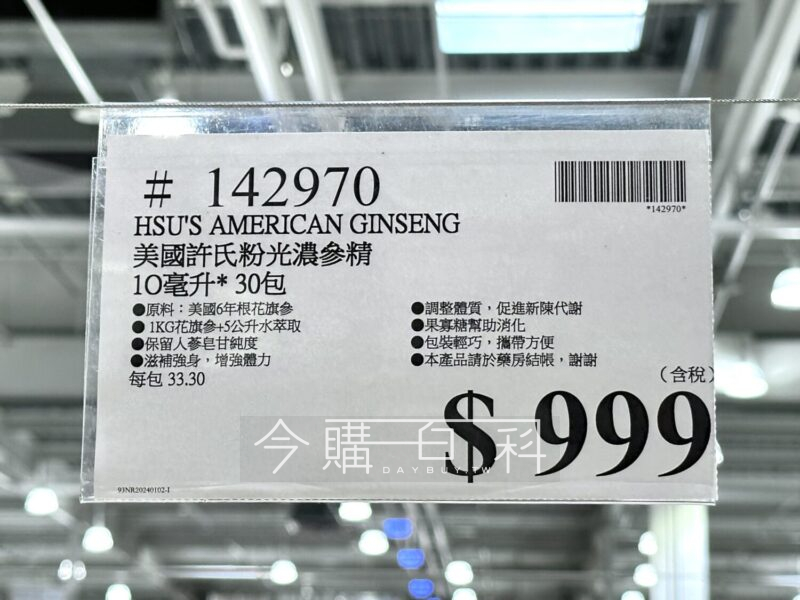 # 142970
*142970*
HSU'S AMERICAN GINSENG
美國許氏粉光濃參精
10毫升* 30包
●原料：美國6年根花旗參
● 1KG花旗參+5公升水萃取
●保留人蔘皂甘純度
●滋補強身，增強體力
每包 33.30
●調整體質，促進新陳代謝
●果寡糖幫助消化
●包裝輕巧，攜帶方便
●本產品請於藥房結帳，謝謝
（含稅）
$ 999
今購百科
DAYBUY.TW
93NR20240102-1